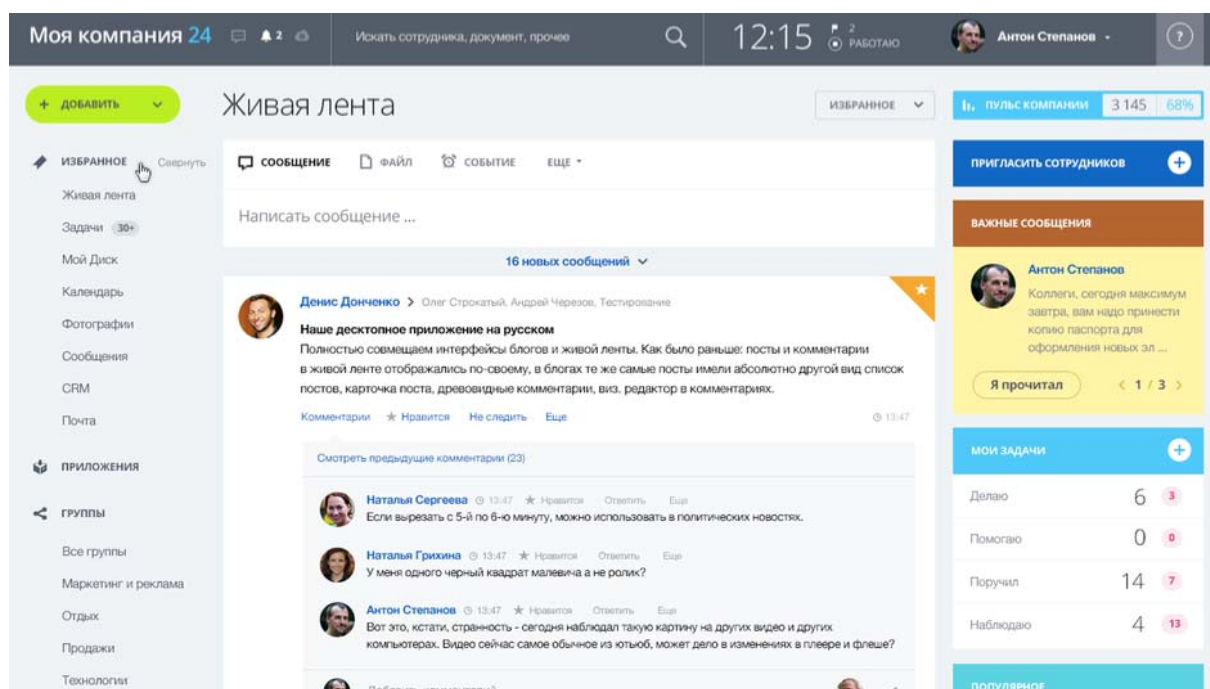 Моя компания 24
2
Искать сотрудника, документ, прочее
12:15
2
РАБОТАЮ
Антон Степанов
?
+ ДОБАВИТЬ
ИЗБРАННОЕ
Свернуть
Живая лента
Задачи 30+
Мой Диск
Календарь
Фотографии
Сообщения
CRM
Почта
ПРИЛОЖЕНИЯ
ГРУППЫ
Все группы
Маркетинг и реклама
Отдых
Продажи
Технологии
Живая лента
ИЗБРАННОЕ
СООБЩЕНИЕ
ФАЙЛ
СОБЫТИЕ
ЕЩЕ
Написать сообщение ...
16 новых сообщений
Денис Донченко > Олег Строкатый, Андрей Черезов, Тестирование
Наше десктопное приложение на русском
Полностью совмещаем интерфейсы блогов и живой ленты. Как было раньше: посты и комментарии
в живой ленте отображались по-своему, в блогах те же самые посты имели абсолютно другой вид список
постов, карточка поста, древовидные комментарии, виз. редактор в комментариях.
Комментарии Нравится Не следить Еще 13:47
Смотреть предыдущие комментарии (23)
Наталья Сергеева 13:47 Нравится Ответить Еще
Если вырезать с 5-й по 6-ю минуту, можно использовать в политических новостях.
Наталья Грихина 13:47 Нравится Ответить Еще
У меня одного черный квадрат малевича а не ролик?
Антон Степанов 13:47 Нравится Ответить Еще
Вот это, кстати, странность - сегодня наблюдал такую картину на других видео и других
компьютерах. Видео сейчас самое обычное из ютьюб, может дело в изменениях в плеере и флеше?
ПУЛЬС КОМПАНИИ 3 145 68%
ПРИГЛАСИТЬ СОТРУДНИКОВ +
ВАЖНЫЕ СООБЩЕНИЯ
Антон Степанов
Коллеги, сегодня максимум
завтра, вам надо принести
копию паспорта для
оформления новых эл ...
Я прочитал
< 1 / 3 >
МОИ ЗАДАЧИ +
Делаю 6 3
Помогаю 0 0
Поручил 14 7
Наблюдаю 4 13
ПОПУЛЯРНОЕ